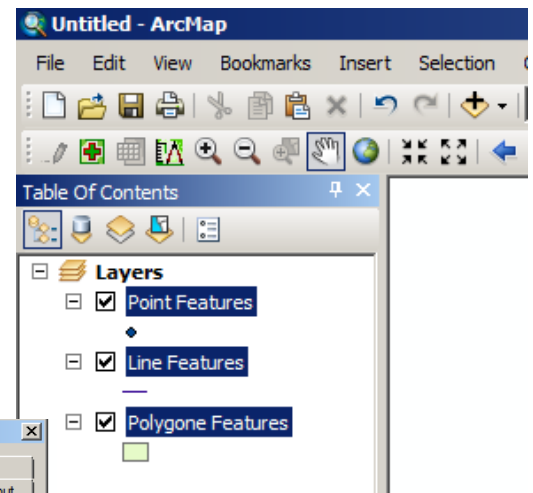 Untitled - ArcMap
File Edit View Bookmarks Insert Selection
Table Of Contents
Layers
Point Features
Line Features
Polygone Features